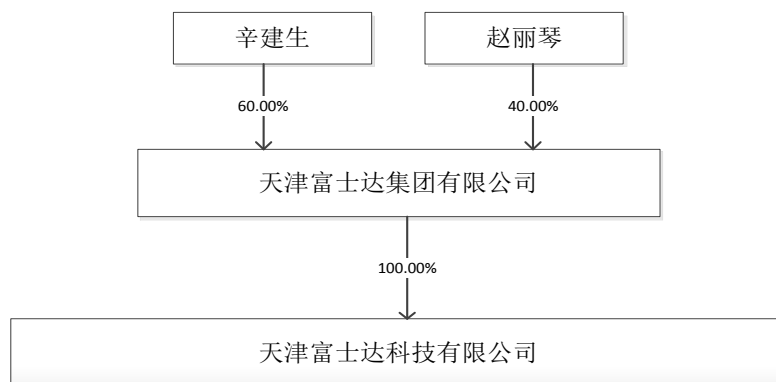 辛建生
赵丽琴
60.00%
40.00%
天津富士达集团有限公司
100.00%
天津富士达科技有限公司